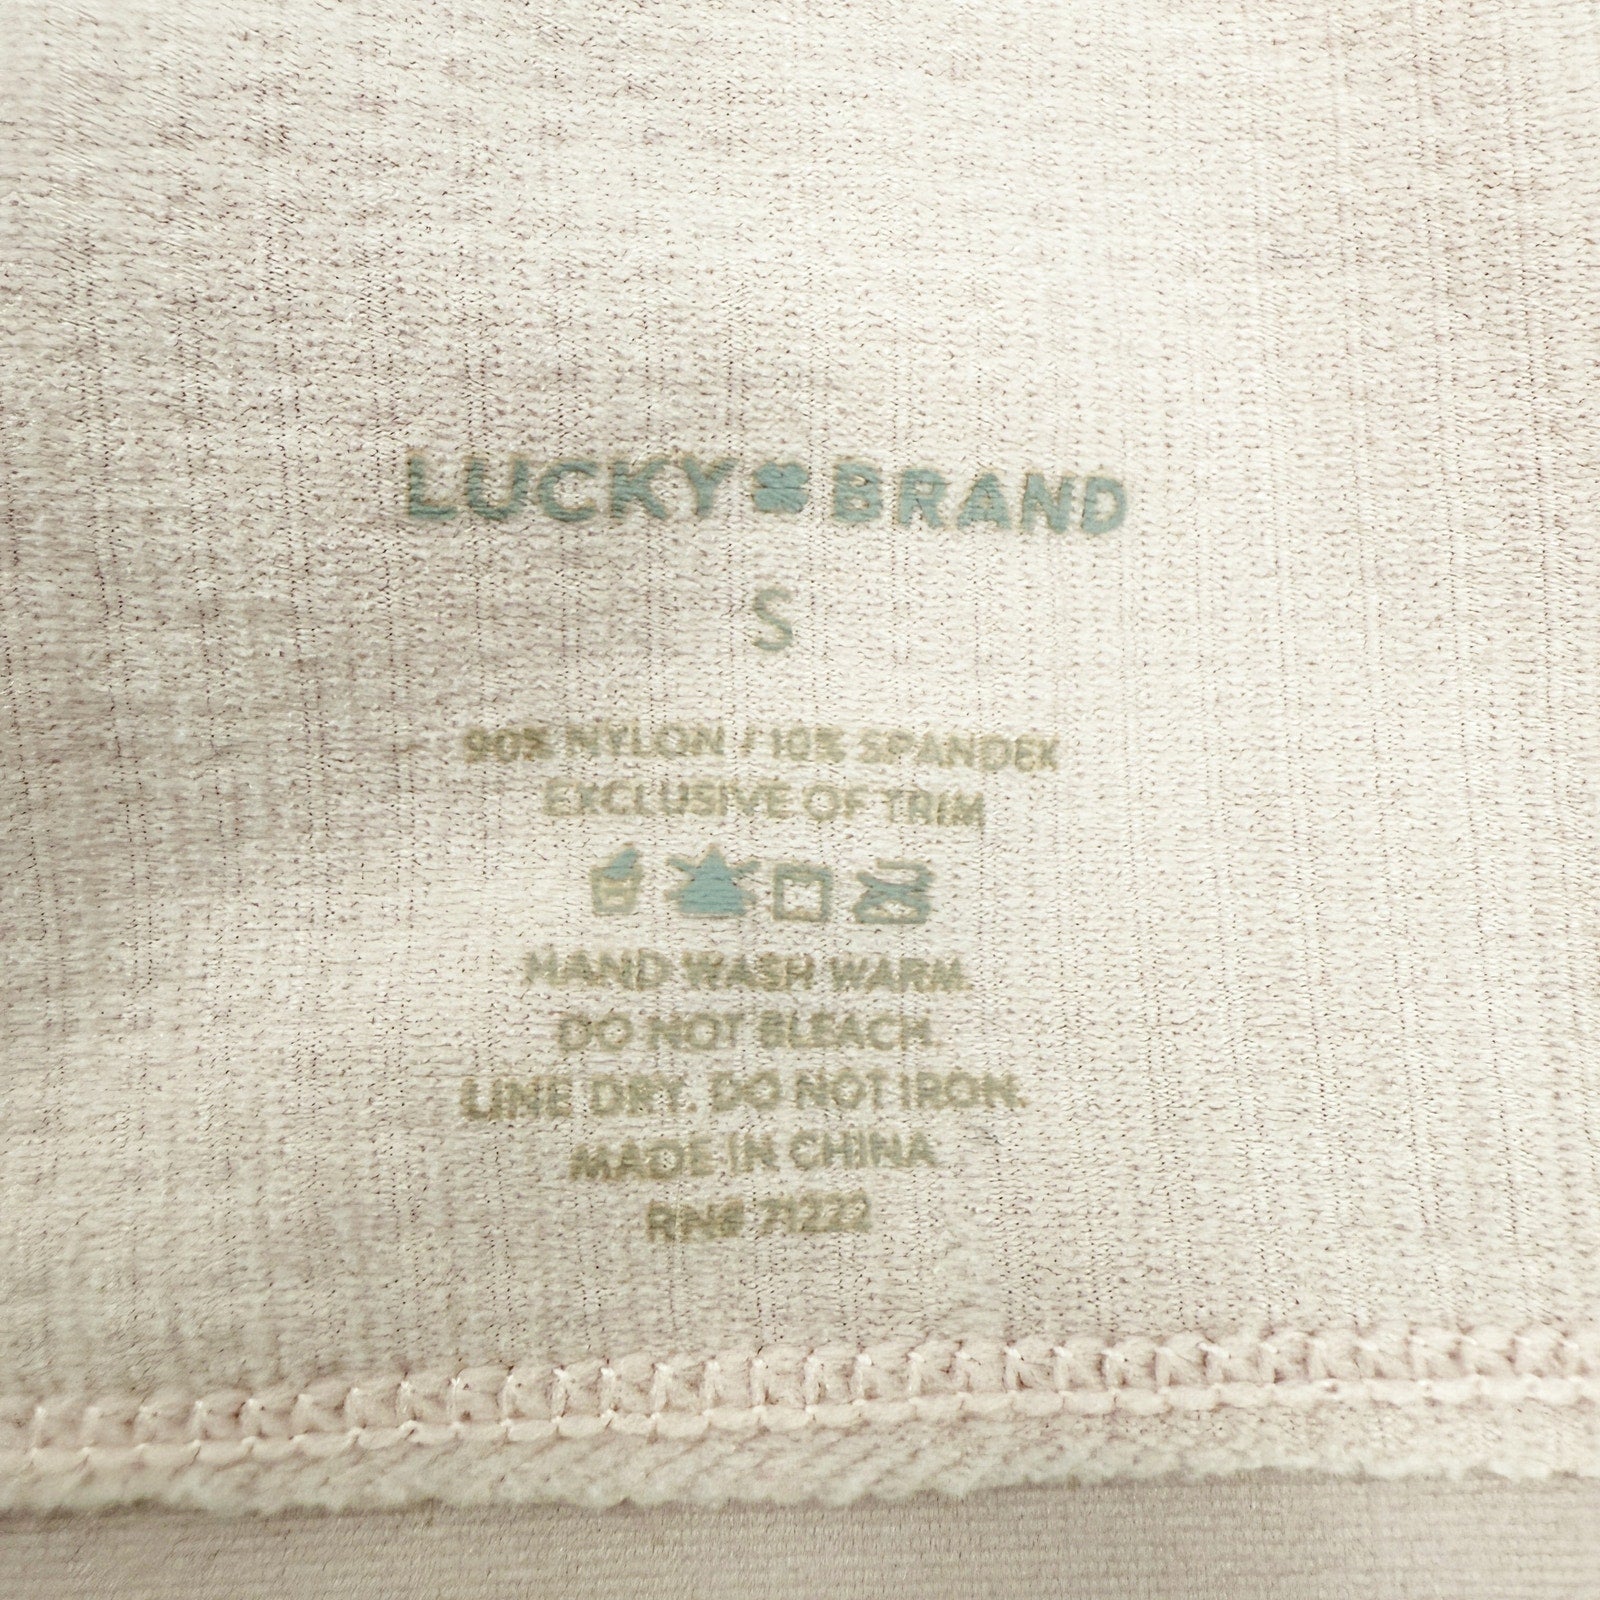 LUCKY BRAND
S
90% NYLON / 10% SPANDEX
EXCLUSIVE OF TRIM
HAND WASH WARM.
DO NOT BLEACH.
LINE DRY. DO NOT IRON.
MADE IN CHINA
RN# 71222